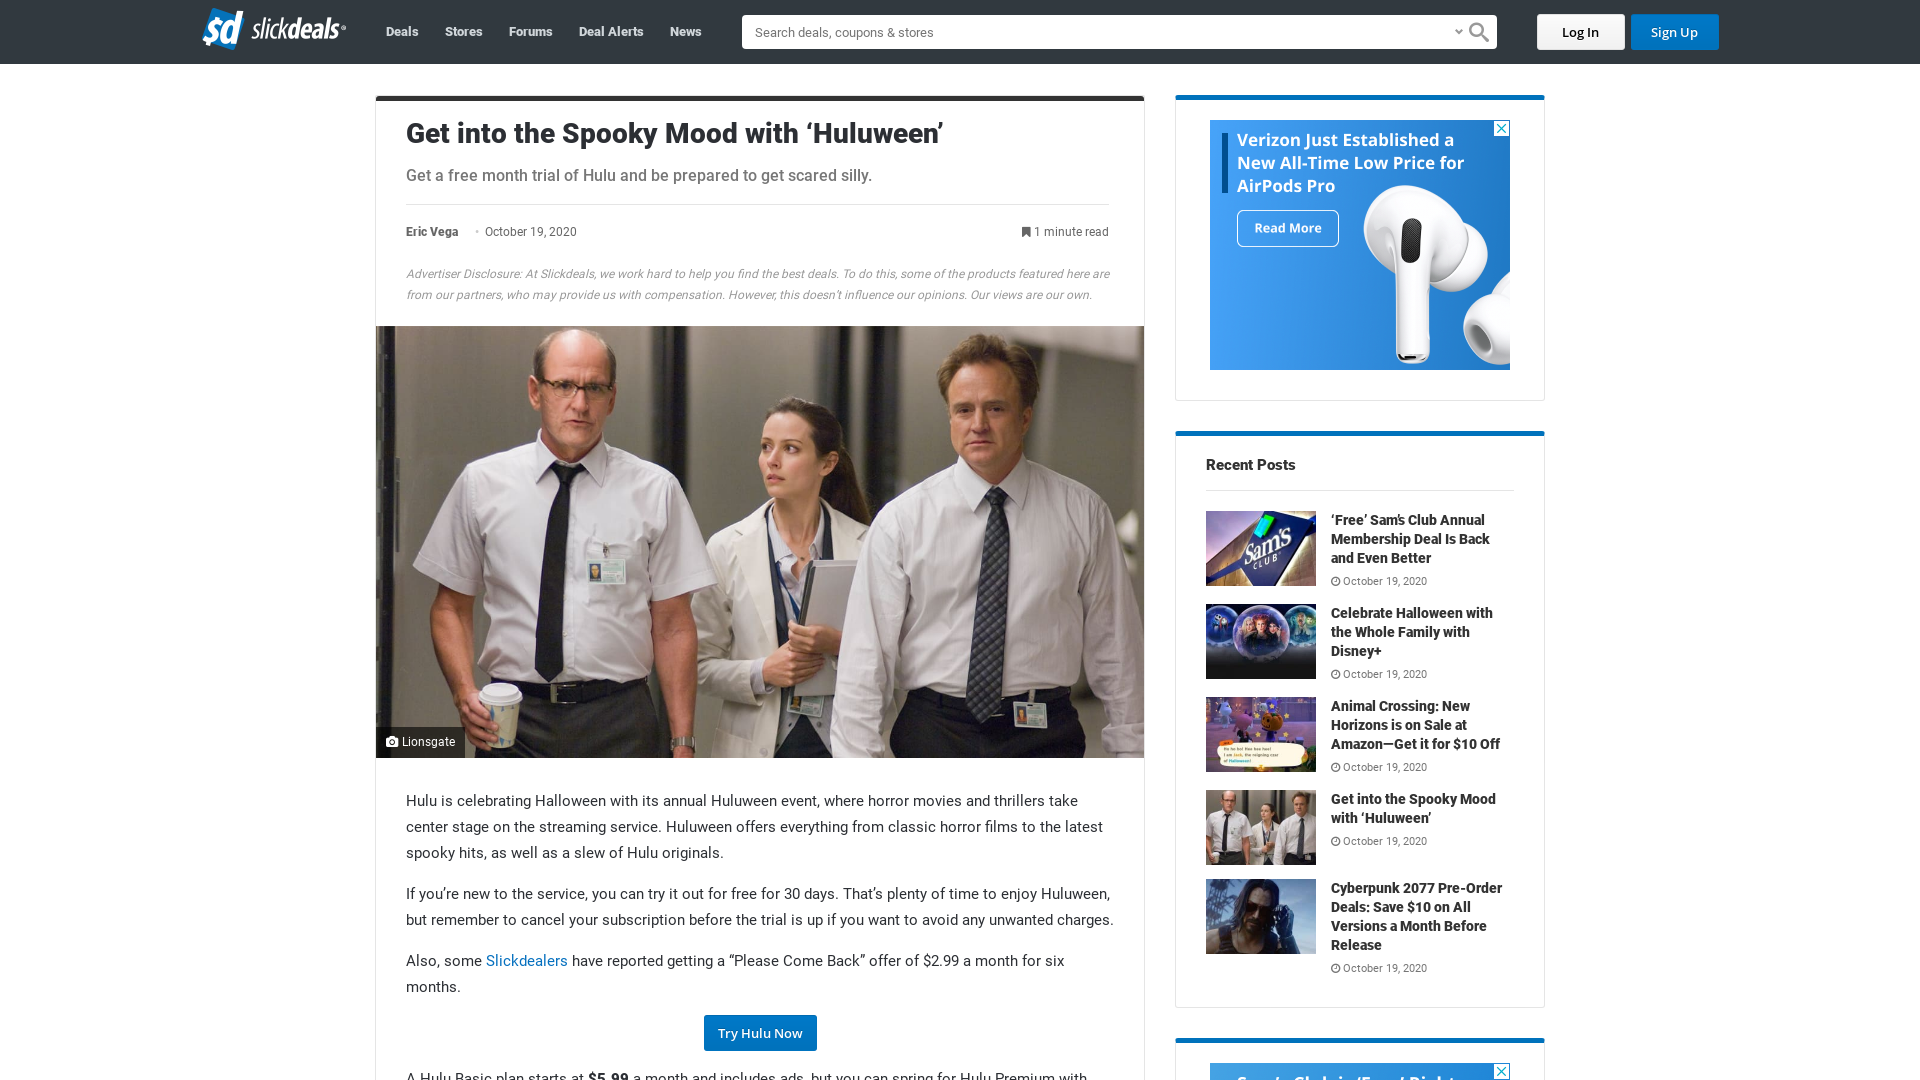 slickdeals
Deals
Stores
Forums
Deal Alerts
News
Search deals, coupons & stores
Log In
Sign Up
Get into the Spooky Mood with ‘Huluween’
Get a free month trial of Hulu and be prepared to get scared silly.
Eric Vega • October 19, 2020
1 minute read
Advertiser Disclosure: At Slickdeals, we work hard to help you find the best deals. To do this, some of the products featured here are
from our partners, who may provide us with compensation. However, this doesn’t influence our opinions. Our views are our own.
Lionsgate
Hulu is celebrating Halloween with its annual Huluween event, where horror movies and thrillers take
center stage on the streaming service. Huluween offers everything from classic horror films to the latest
spooky hits, as well as a slew of Hulu originals.
If you’re new to the service, you can try it out for free for 30 days. That’s plenty of time to enjoy Huluween,
but remember to cancel your subscription before the trial is up if you want to avoid any unwanted charges.
Also, some Slickdealers have reported getting a “Please Come Back” offer of $2.99 a month for six
months.
Try Hulu Now
A Hulu Basic plan starts at $5.99 a month and includes ads, but you can spring for Hulu Premium with
Verizon Just Established a
New All-Time Low Price for
AirPods Pro
Read More
Recent Posts
Sam's
CLUB
‘Free’ Sam’s Club Annual
Membership Deal Is Back
and Even Better
October 19, 2020
Celebrate Halloween with
the Whole Family with
Disney+
October 19, 2020
Animal Crossing: New
Horizons is on Sale at
Amazon—Get it for $10 Off
October 19, 2020
Get into the Spooky Mood
with ‘Huluween’
October 19, 2020
Cyberpunk 2077 Pre-Order
Deals: Save $10 on All
Versions a Month Before
Release
October 19, 2020